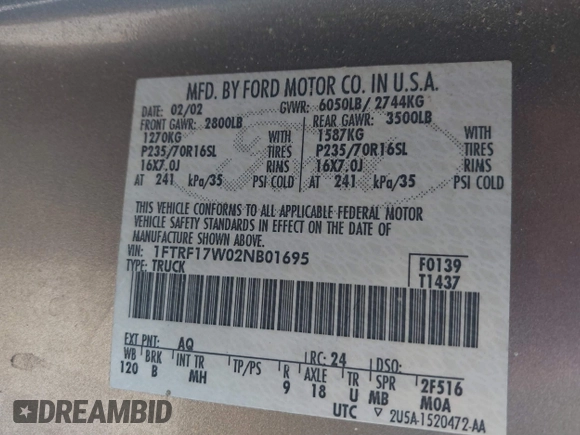 MFD. BY FORD MOTOR CO. IN U.S.A.
DATE: 02/02 GVWR: 6050LB/ 2744KG
FRONT GAWR: 2800LB REAR GAWR: 3500LB
1270KG WITH 1587KG WITH
P235/70R16SL TIRES P235/70R16SL TIRES
16X7.0J RIMS 16X7.0J RIMS
AT 241 kPa/35 PSI COLD AT 241 kPa/35 PSI COLD
THIS VEHICLE CONFORMS TO ALL APPLICABLE FEDERAL MOTOR
VEHICLE SAFETY STANDARDS IN EFFECT ON THE DATE OF
MANUFACTURE SHOWN ABOVE.
VIN: 1FTRF17W02NB01695 F0139
TYPE: TRUCK T1437
EXT PNT: AQ RC: 24 DSO:
WB BRK INT TR TP/PS R AXLE TR SPR 2F516
120 B MH 9 18 U MB M0A
UTC 2U5A-1520472-AA
DREAMBID